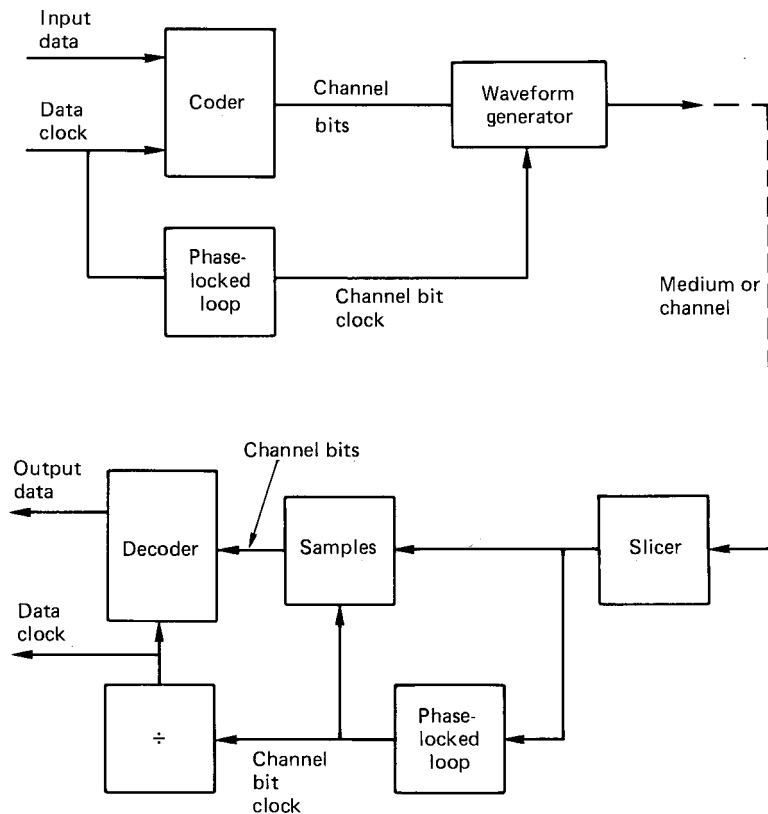 Input
data
Coder
Channel
bits
Waveform
generator
Data
clock
Phase-
locked
loop
Channel bit
clock
Medium or
channel
Channel bits
Output
data
Decoder
Samples
Slicer
Data
clock
÷
Channel
bit
clock
Phase-
locked
loop